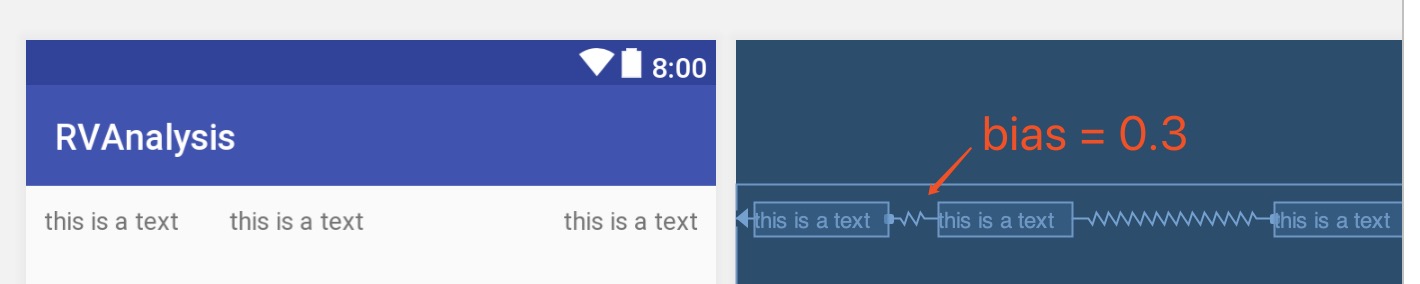 8:00
RVAnalysis
this is a text this is a text this is a text
bias = 0.3
this is a text this is a text this is a text